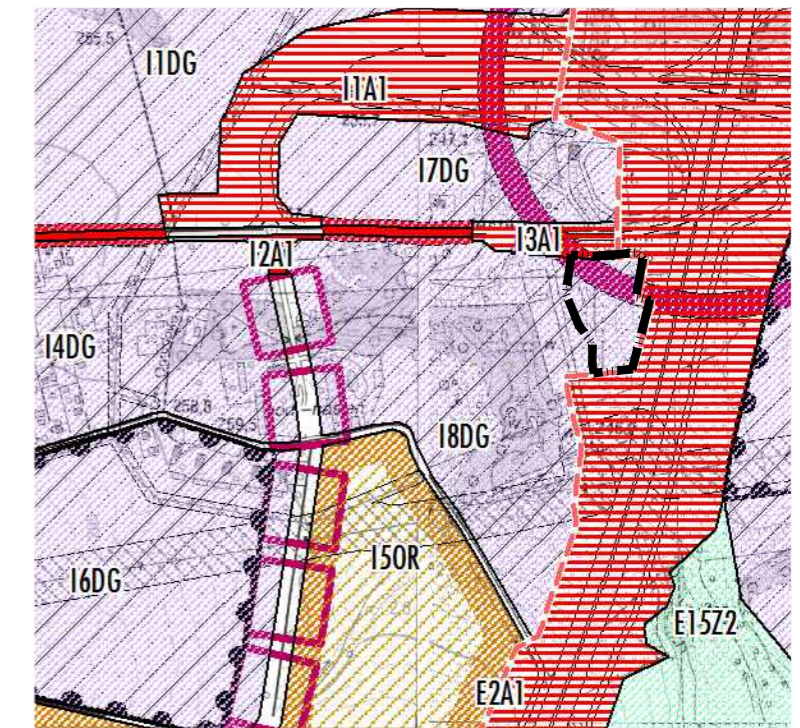 I1DG
I1A1
I7DG
I3A1
I2A1
I4DG
I8DG
I50R
I6DG
E15Z2
E2A1